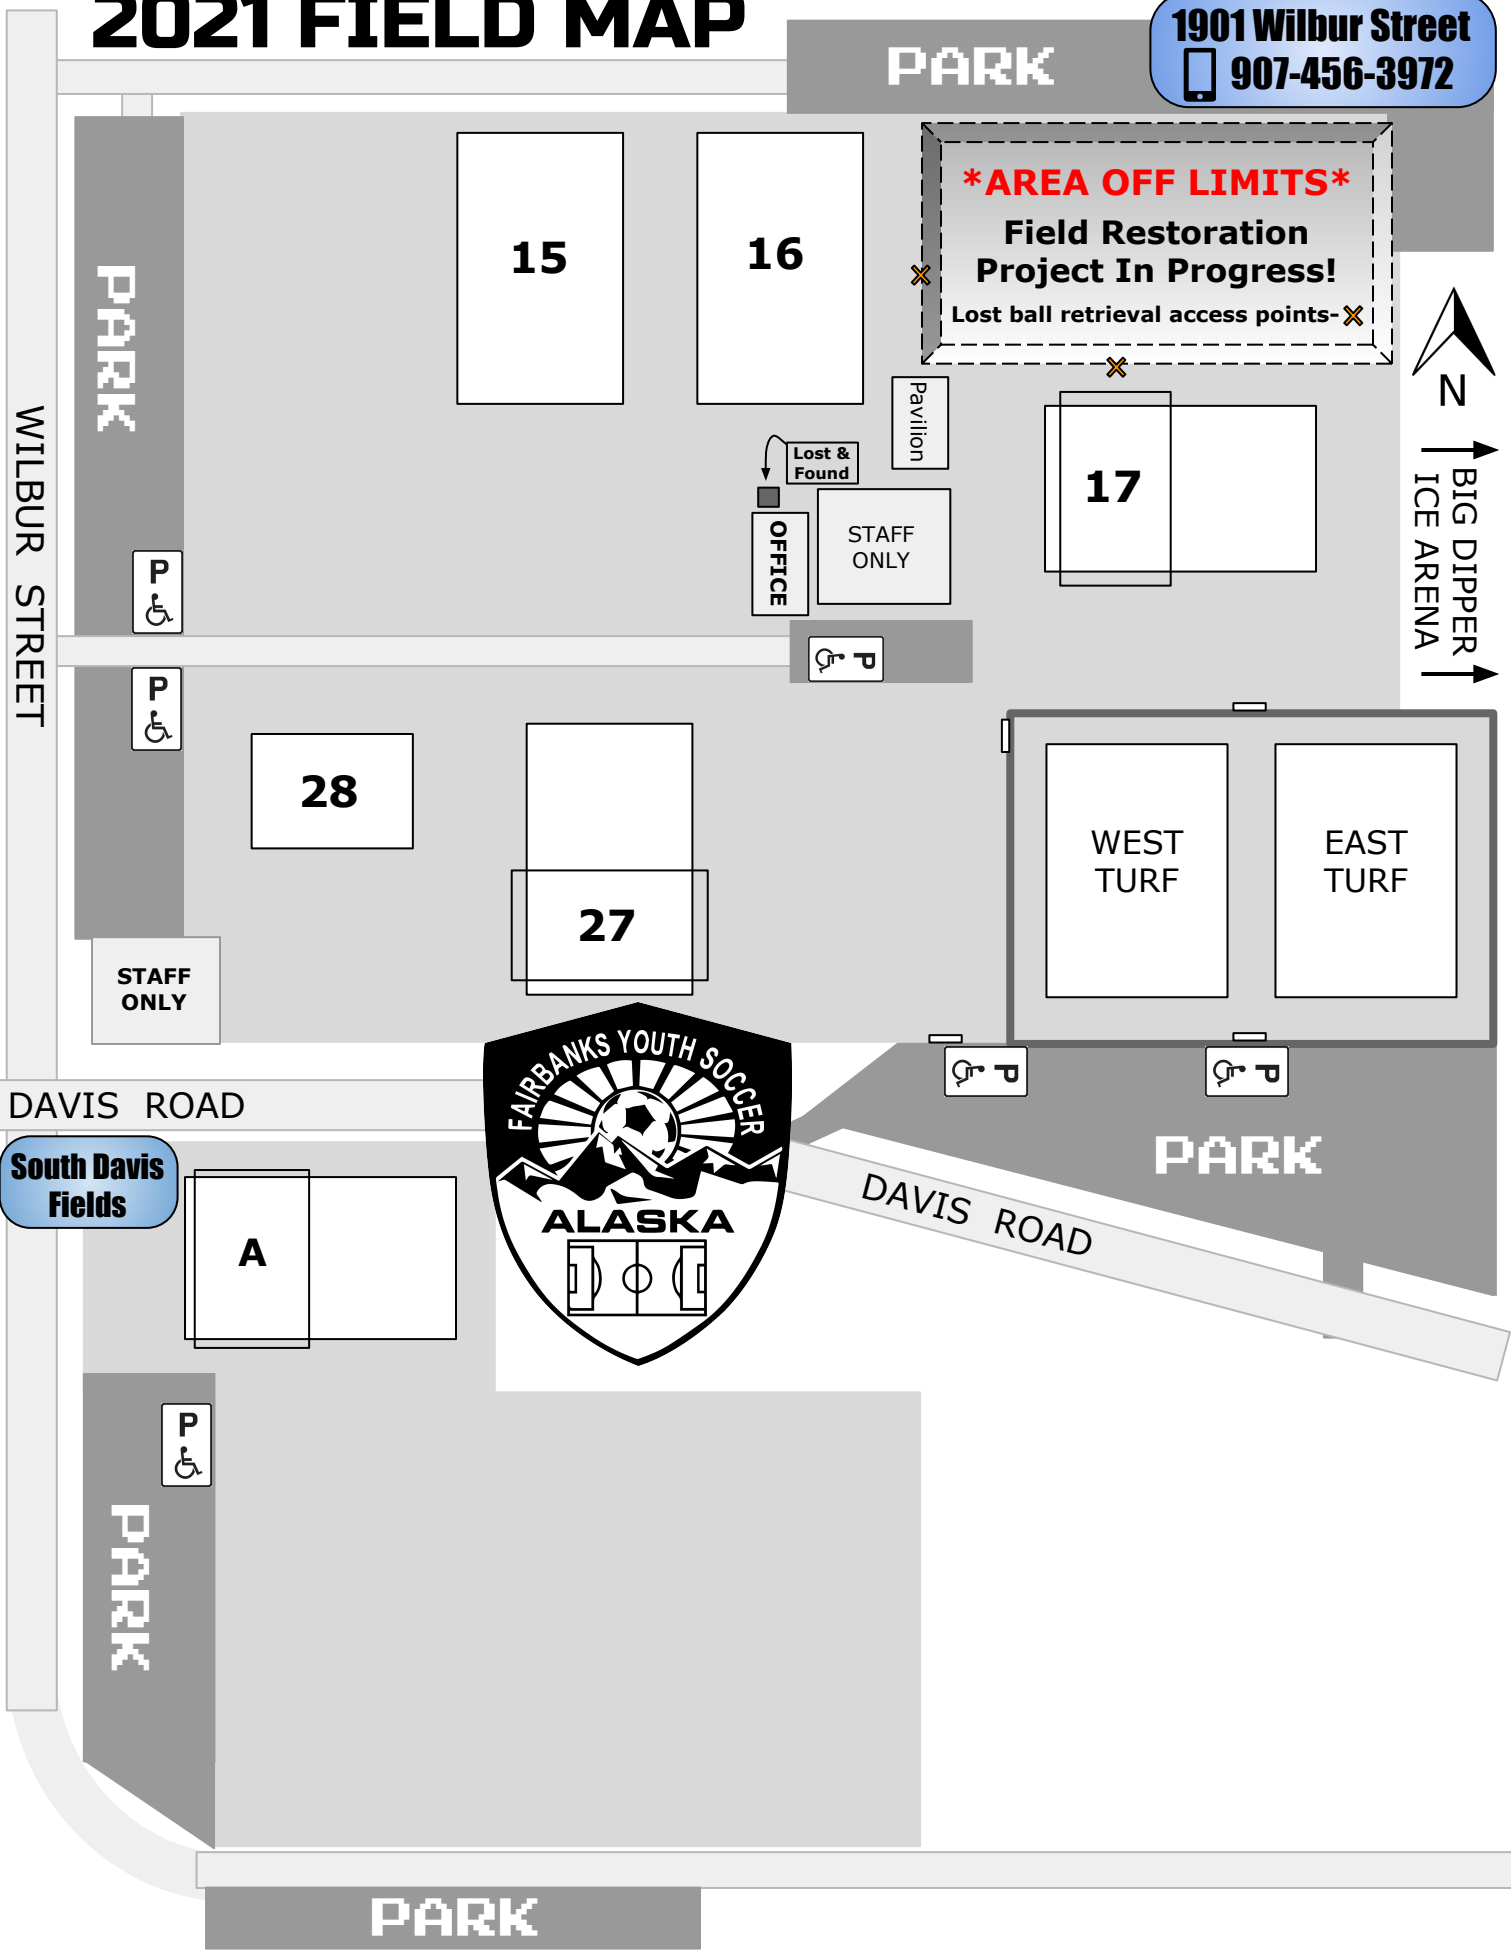 2021 FIELD MAP
1901 Wilbur Street
907-456-3972
PARK
*AREA OFF LIMITS*
Field Restoration
Project In Progress!
Lost ball retrieval access points-
15
16
PARK
N
Pavilion
WILBUR STREET
Lost &
Found
17
BIG DIPPER
ICE ARENA
OFFICE
STAFF
ONLY
P
P
P
28
WEST
TURF
EAST
TURF
27
STAFF
ONLY
FAIRBANKS YOUTH SOCCER
ALASKA
P
P
DAVIS ROAD
PARK
South Davis
Fields
DAVIS ROAD
A
P
PARK
PARK